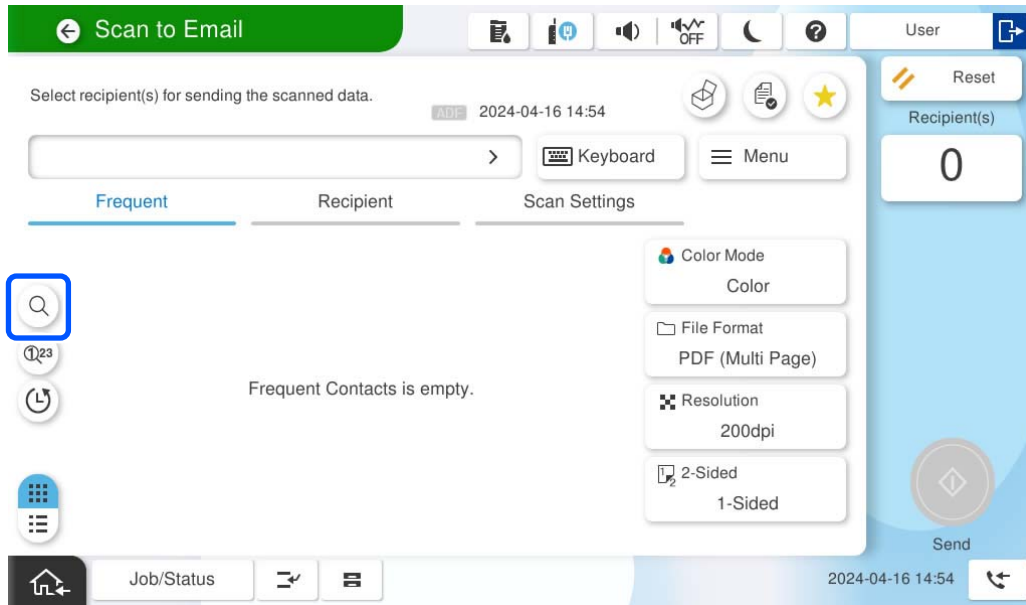 Scan to Email
OFF
User
Select recipient(s) for sending the scanned data.
ADF 2024-04-16 14:54
Reset
Recipient(s)
0
Keyboard
Menu
Frequent
Recipient
Scan Settings
Color Mode
Color
123
File Format
PDF (Multi Page)
Frequent Contacts is empty.
Resolution
200dpi
1 2
2-Sided
1-Sided
Send
Job/Status
2024-04-16 14:54